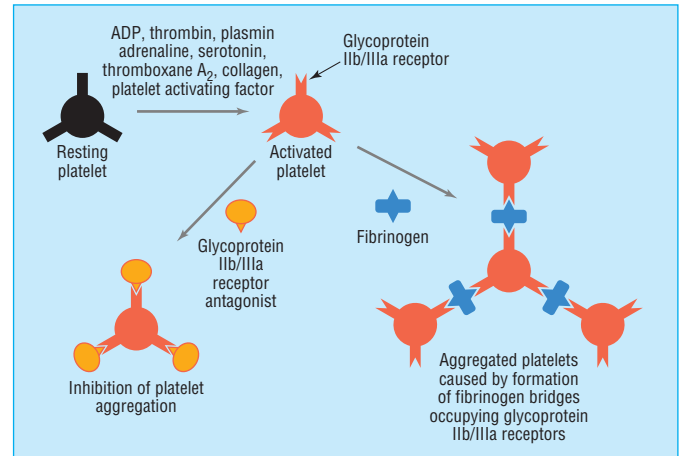 ADP, thrombin, plasmin
adrenaline, serotonin,
thromboxane A2, collagen,
platelet activating factor
Glycoprotein
IIb/IIIa receptor
Resting
platelet
Activated
platelet
Glycoprotein
IIb/IIIa
receptor
antagonist
Fibrinogen
Inhibition of platelet
aggregation
Aggregated platelets
caused by formation
of fibrinogen bridges
occupying glycoprotein
IIb/IIIa receptors